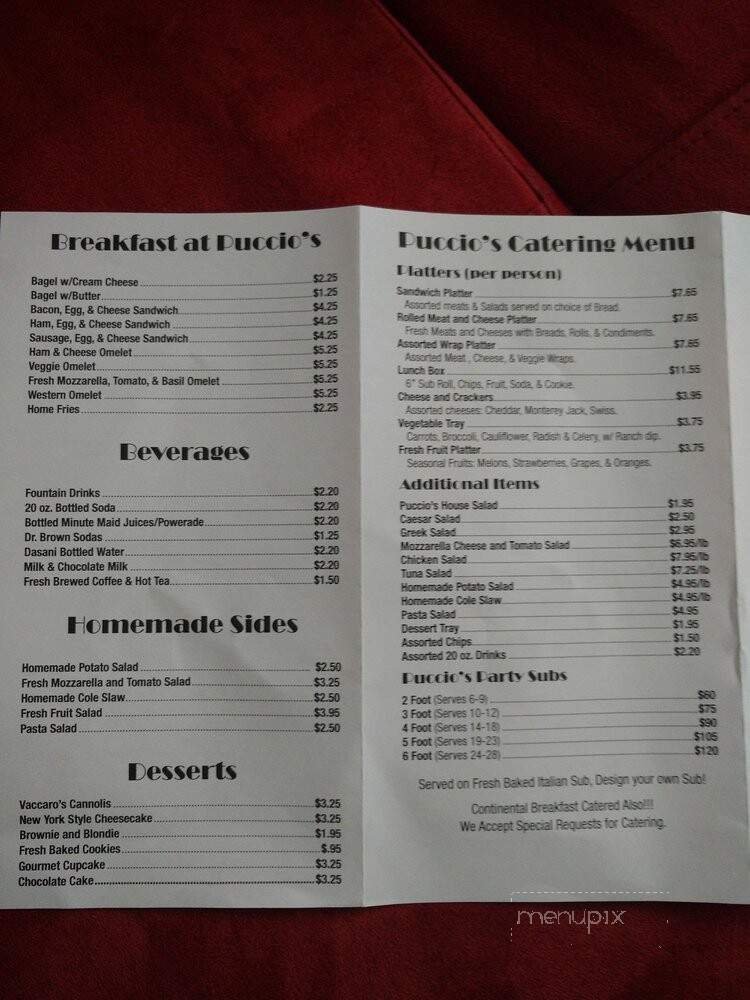 Breakfast at Puccio's
Bagel w/Cream Cheese $2.25
Bagel w/Butter $1.25
Bacon, Egg, & Cheese Sandwich $4.25
Ham, Egg, & Cheese Sandwich $4.25
Sausage, Egg, & Cheese Sandwich $4.25
Ham & Cheese Omelet $5.25
Veggie Omelet $5.25
Fresh Mozzarella, Tomato, & Basil Omelet $5.25
Western Omelet $5.25
Home Fries $2.25
Beverages
Fountain Drinks $2.20
20 oz. Bottled Soda $2.20
Bottled Minute Maid Juices/Powerade $2.20
Dr. Brown Sodas $1.25
Dasani Bottled Water $2.20
Milk & Chocolate Milk $2.20
Fresh Brewed Coffee & Hot Tea $1.50
Homemade Sides
Homemade Potato Salad $2.50
Fresh Mozzarella and Tomato Salad $3.25
Homemade Cole Slaw $2.50
Fresh Fruit Salad $3.95
Pasta Salad $2.50
Desserts
Vaccaro's Cannolis $3.25
New York Style Cheesecake $3.25
Brownie and Blondie $1.95
Fresh Baked Cookies $.95
Gourmet Cupcake $3.25
Chocolate Cake $3.25
Puccio's Catering Menu
Platters (per person)
Sandwich Platter $7.65
Assorted meats & Salads served on choice of Bread.
Rolled Meat and Cheese Platter $7.65
Fresh Meats and Cheeses with Breads, Rolls, & Condiments.
Assorted Wrap Platter $7.65
Assorted Meat, Cheese, & Veggie Wraps.
Lunch Box $11.55
6" Sub Roll, Chips, Fruit, Soda, & Cookie.
Cheese and Crackers $3.95
Assorted cheeses: Cheddar, Monterey Jack, Swiss.
Vegetable Tray $3.75
Carrots, Broccoli, Cauliflower, Radish & Celery, w/ Ranch dip.
Fresh Fruit Platter $3.75
Seasonal Fruits: Melons, Strawberries, Grapes, & Oranges.
Additional Items
Puccio's House Salad $1.95
Caesar Salad $2.50
Greek Salad $2.95
Mozzarella Cheese and Tomato Salad $6.95/lb
Chicken Salad $7.95/lb
Tuna Salad $7.25/lb
Homemade Potato Salad $4.95/lb
Homemade Cole Slaw $4.95/lb
Pasta Salad $4.95
Dessert Tray $1.95
Assorted Chips $1.50
Assorted 20 oz. Drinks $2.20
Puccio's Party Subs
2 Foot (Serves 6-9) $60
3 Foot (Serves 10-12) $75
4 Foot (Serves 14-18) $90
5 Foot (Serves 19-23) $105
6 Foot (Serves 24-28) $120
Served on Fresh Baked Italian Sub, Design your own Sub!
Continental Breakfast Catered Also!!!
We Accept Special Requests for Catering.
menupix